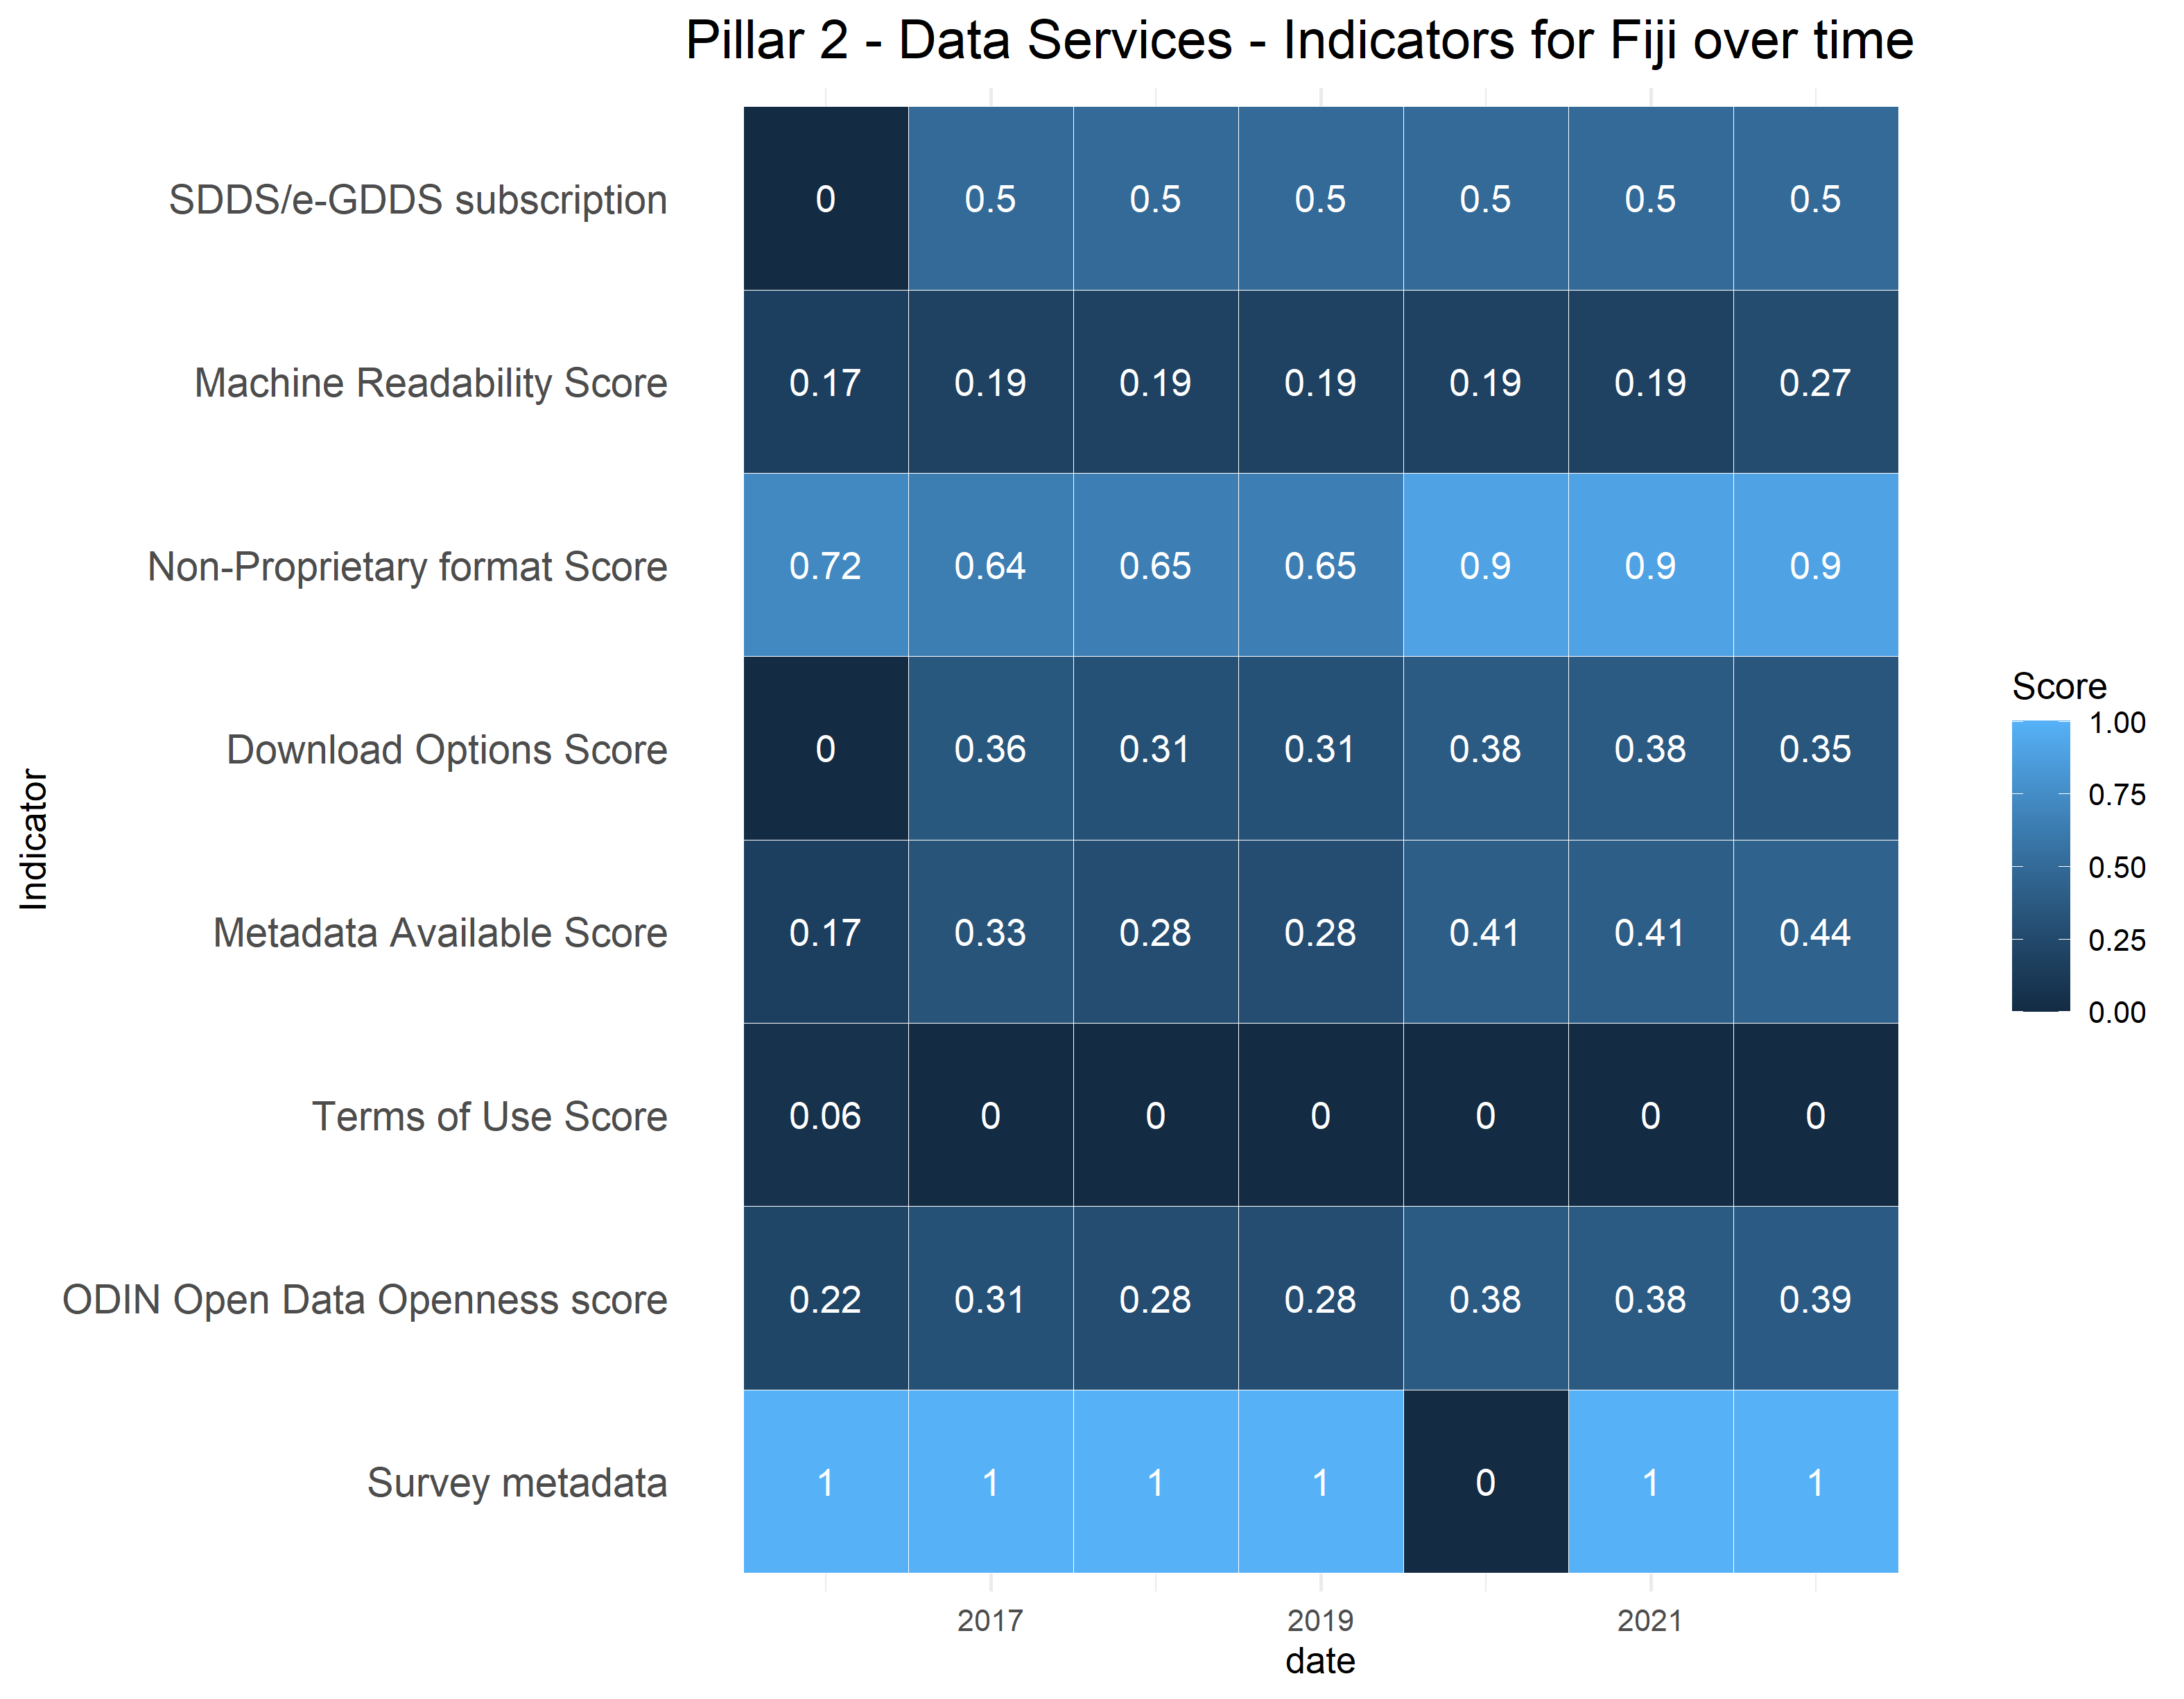 Pillar 2 - Data Services - Indicators for Fiji over time
Indicator
SDDS/e-GDDS subscription 0 0.5 0.5 0.5 0.5 0.5 0.5
Machine Readability Score 0.17 0.19 0.19 0.19 0.19 0.19 0.27
Non-Proprietary format Score 0.72 0.64 0.65 0.65 0.9 0.9 0.9
Download Options Score 0 0.36 0.31 0.31 0.38 0.38 0.35
Metadata Available Score 0.17 0.33 0.28 0.28 0.41 0.41 0.44
Terms of Use Score 0.06 0 0 0 0 0 0
ODIN Open Data Openness score 0.22 0.31 0.28 0.28 0.38 0.38 0.39
Survey metadata 1 1 1 1 0 1 1
2017 2019 2021
date
Score
1.00
0.75
0.50
0.25
0.00